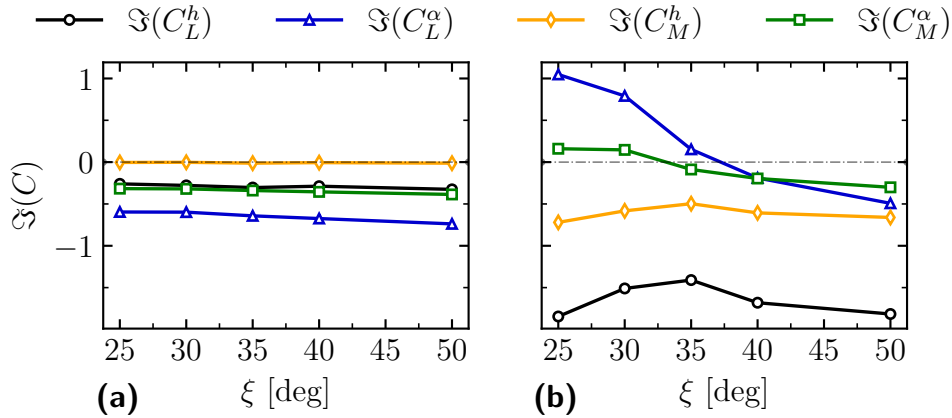 ℑ(C_L^h) ℑ(C_L^α) ℑ(C_M^h) ℑ(C_M^α)
1
0
−1
ℑ(C)
25 30 35 40 45 50 25 30 35 40 45 50
(a) ξ [deg] (b) ξ [deg]